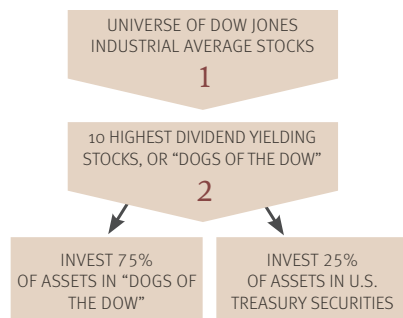 UNIVERSE OF DOW JONES
INDUSTRIAL AVERAGE STOCKS
1
10 HIGHEST DIVIDEND YIELDING
STOCKS, OR “DOGS OF THE DOW”
2
INVEST 75%
OF ASSETS IN “DOGS OF
THE DOW”
INVEST 25%
OF ASSETS IN U.S.
TREASURY SECURITIES